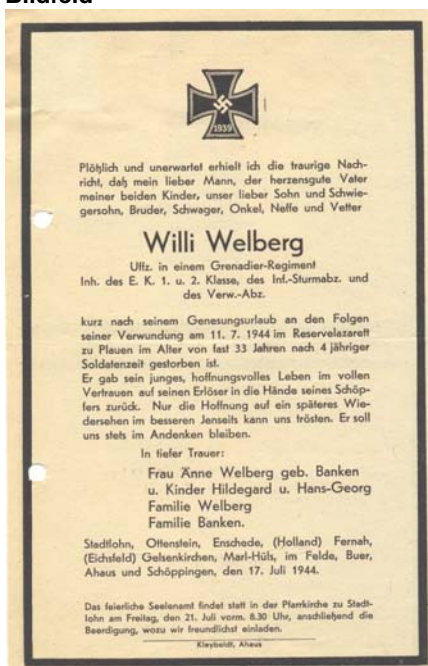 1939
Plötzlich und unerwartet erhielt ich die traurige Nach-
richt, daß mein lieber Mann, der herzensgute Vater
meiner beiden Kinder, unser lieber Sohn und Schwie-
gersohn, Bruder, Schwager, Onkel, Neffe und Vetter
Willi Welberg
Uffz. in einem Grenadier-Regiment
Inh. des E. K. 1. u. 2. Klasse, des Inf.-Sturmabz. und
des Verw.-Abz.
kurz nach seinem Genesungsurlaub an den Folgen
seiner Verwundung am 11. 7. 1944 im Reservelazarett
zu Plauen im Alter von fast 33 Jahren nach 4 jähriger
Soldatenzeit gestorben ist.
Er gab sein junges, hoffnungsvolles Leben im vollen
Vertrauen auf seinen Erlöser in die Hände seines Schöp-
fers zurück. Nur die Hoffnung auf ein späteres Wie-
dersehen im besseren Jenseits kann uns trösten. Er soll
uns stets im Andenken bleiben.
In tiefer Trauer:
Frau Änne Welberg geb. Banken
u. Kinder Hildegard u. Hans-Georg
Familie Welberg
Familie Banken.
Stadtlohn, Ottenstein, Enschede, (Holland) Fernah,
(Eichsfeld) Gelsenkirchen, Marl-Hüls, im Felde, Buer,
Ahaus und Schöppingen, den 17. Juli 1944.
Das feierliche Seelenamt findet statt in der Pfarrkirche zu Stadt-
lohn am Freitag, den 21. Juli vorm. 8.30 Uhr, anschließend die
Beerdigung, wozu wir freundlichst einladen.
Kleyboldt, Ahaus